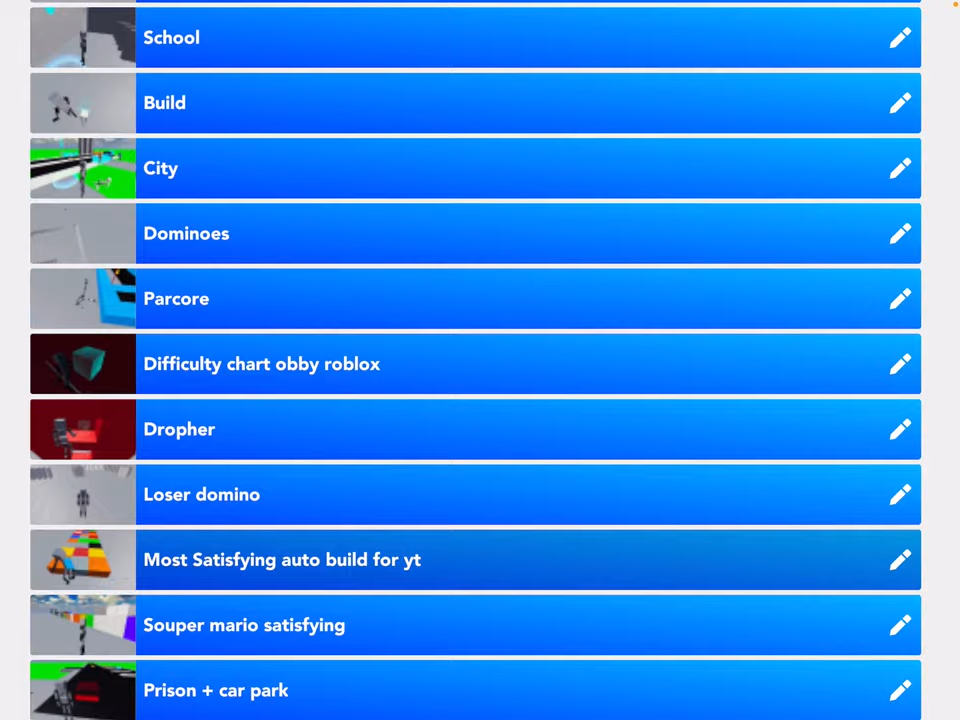 School
Build
City
Dominoes
Parcore
Difficulty chart obby roblox
Dropher
Loser domino
Most Satisfying auto build for yt
Souper mario satisfying
Prison + car park